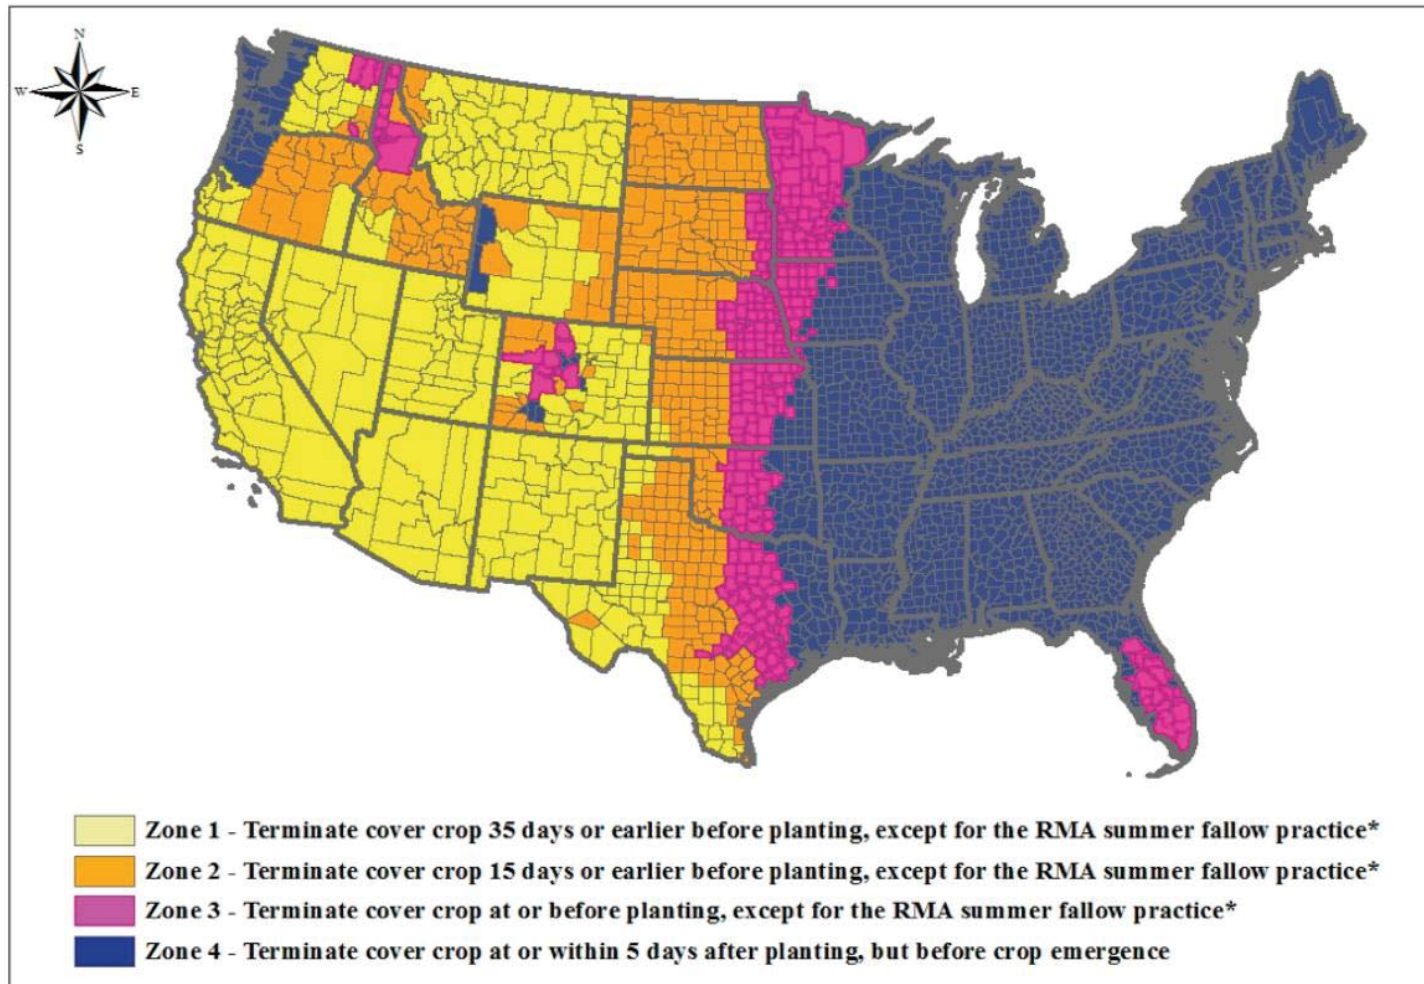 N
W E
S
Zone 1 - Terminate cover crop 35 days or earlier before planting, except for the RMA summer fallow practice*
Zone 2 - Terminate cover crop 15 days or earlier before planting, except for the RMA summer fallow practice*
Zone 3 - Terminate cover crop at or before planting, except for the RMA summer fallow practice*
Zone 4 - Terminate cover crop at or within 5 days after planting, but before crop emergence